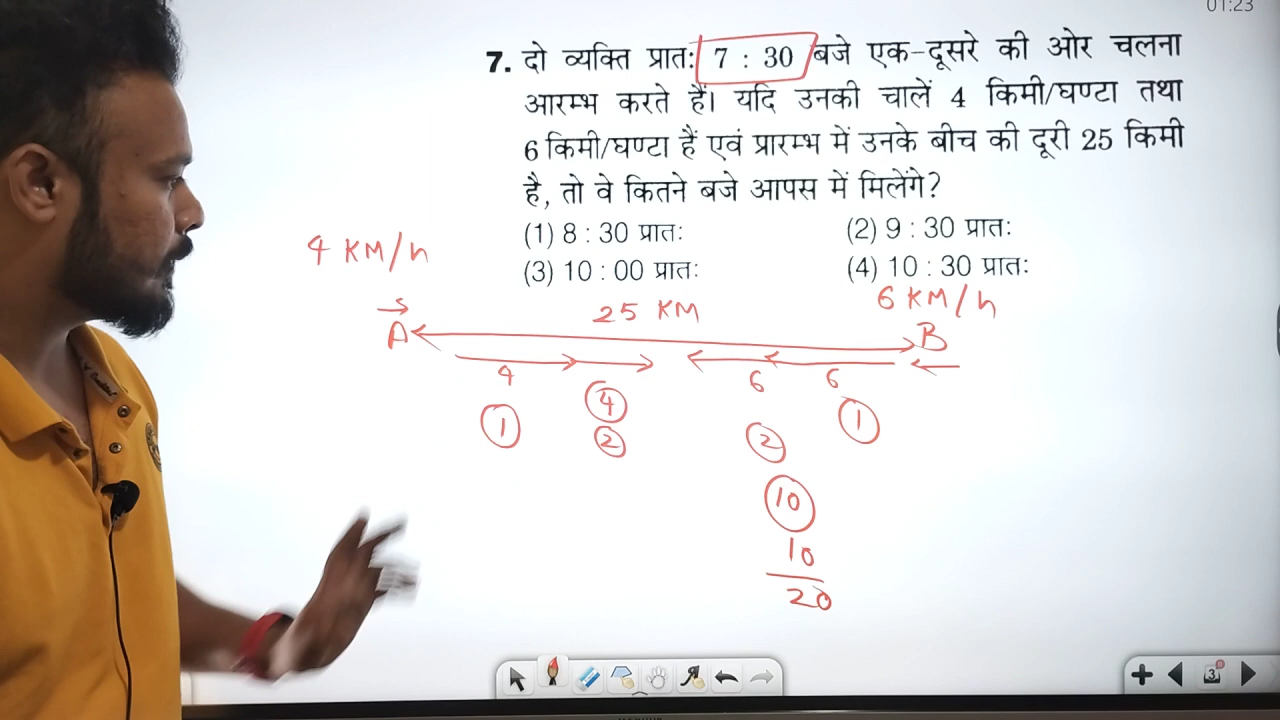 01:23
7. दो व्यक्ति प्रातः 7 : 30 बजे एक-दूसरे की ओर चलना
आरम्भ करते हैं। यदि उनकी चालें 4 किमी/घण्टा तथा
6 किमी/घण्टा हैं एवं प्रारम्भ में उनके बीच की दूरी 25 किमी
है, तो वे कितने बजे आपस में मिलेंगे?
(1) 8 : 30 प्रातः (2) 9 : 30 प्रातः
(3) 10 : 00 प्रातः (4) 10 : 30 प्रातः
4 KM/h
25 KM 6 KM/h
A B
4 6 6
4
1 2 2 1
10
10
20
3